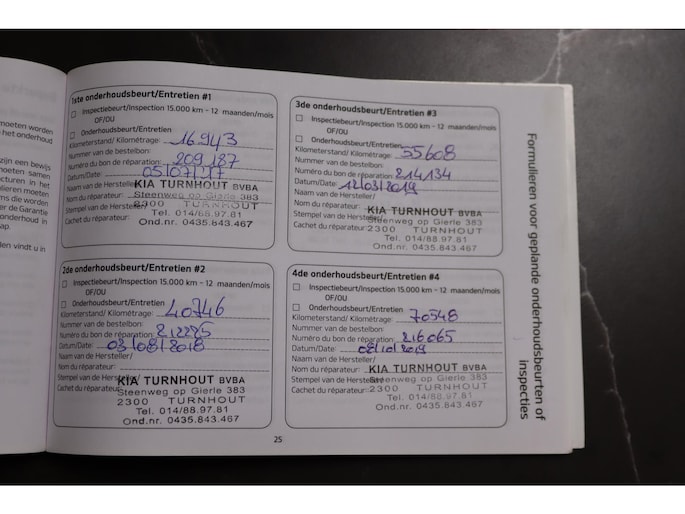 moeten worden
het onderhoud
zijn een bewijs
moeten samen
in het
moeten
die worden
de Garantie
onderhoud in
ap.
den vindt u in
1ste onderhoudsbeurt/Entretien #1
Inspectiebeurt/Inspection 15.000 km - 12 maanden/mois
OF/OU
Onderhoudsbeurt/Entretien
Kilometerstand/ Kilométrage: 16943
Nummer van de bestelbon:
Numéro du bon de réparation: 209187
Datum/Date: 05/07/17
Naam van de Hersteller/
Nom du réparateur:
Stempel van de Hersteller/
Cachet du réparateur:
KIA TURNHOUT BVBA
Steenweg op Gierle 383
2300 TURNHOUT
Tel. 014/88.97.81
Ond.nr. 0435.843.467
2de onderhoudsbeurt/Entretien #2
Inspectiebeurt/Inspection 15.000 km - 12 maanden/mois
OF/OU
Onderhoudsbeurt/Entretien
Kilometerstand/ Kilométrage: 40746
Nummer van de bestelbon:
Numéro du bon de réparation: 212225
Datum/Date: 03/08/2018
Naam van de Hersteller/
Nom du réparateur:
Stempel van de Hersteller/
Cachet du réparateur:
KIA TURNHOUT BVBA
Steenweg op Gierle 383
2300 TURNHOUT
Tel. 014/88.97.81
Ond.nr. 0435.843.467
3de onderhoudsbeurt/Entretien #3
Inspectiebeurt/Inspection 15.000 km - 12 maanden/mois
OF/OU
Onderhoudsbeurt/Entretien
Kilometerstand/ Kilométrage: 55608
Nummer van de bestelbon:
Numéro du bon de réparation: 214134
Datum/Date: 12/03/2019
Naam van de Hersteller/
Nom du réparateur:
Stempel van de Hersteller/
Cachet du réparateur:
KIA TURNHOUT BVBA
Steenweg op Gierle 383
2300 TURNHOUT
Tel. 014/88.97.81
Ond.nr. 0435.843.467
4de onderhoudsbeurt/Entretien #4
Inspectiebeurt/Inspection 15.000 km - 12 maanden/mois
OF/OU
Onderhoudsbeurt/Entretien
Kilometerstand/ Kilométrage: 70548
Nummer van de bestelbon:
Numéro du bon de réparation: 216065
Datum/Date: 08/10/2019
Naam van de Hersteller/
Nom du réparateur:
Stempel van de Hersteller/
Cachet du réparateur:
KIA TURNHOUT BVBA
Steenweg op Gierle 383
2300 TURNHOUT
Tel. 014/88.97.81
Ond.nr. 0435.843.467
Formulieren voor geplande onderhoudsbeurten of
inspecties
25